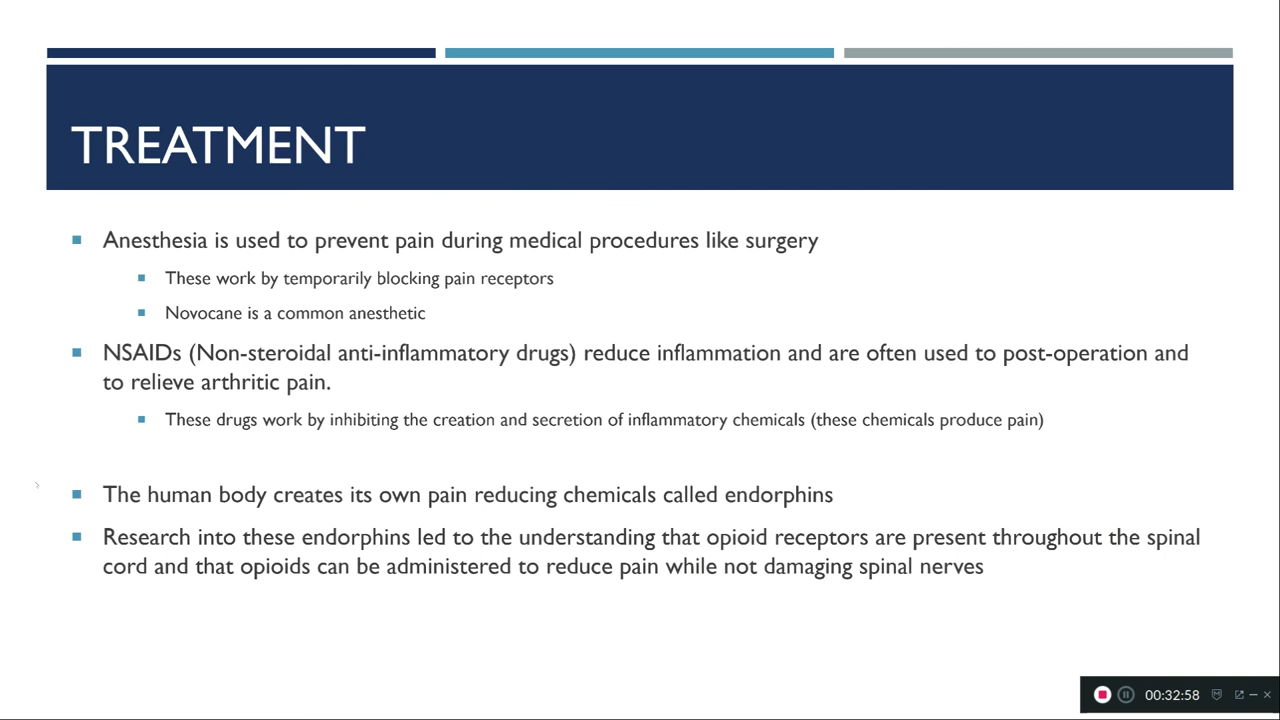 TREATMENT
Anesthesia is used to prevent pain during medical procedures like surgery
These work by temporarily blocking pain receptors
Novocane is a common anesthetic
NSAIDs (Non-steroidal anti-inflammatory drugs) reduce inflammation and are often used to post-operation and
to relieve arthritic pain.
These drugs work by inhibiting the creation and secretion of inflammatory chemicals (these chemicals produce pain)
The human body creates its own pain reducing chemicals called endorphins
Research into these endorphins led to the understanding that opioid receptors are present throughout the spinal
cord and that opioids can be administered to reduce pain while not damaging spinal nerves
00:32:58